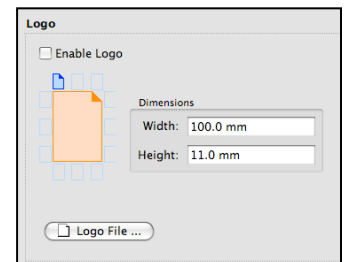 Logo
Enable Logo
Dimensions
Width: 100.0 mm
Height: 11.0 mm
Logo File ...